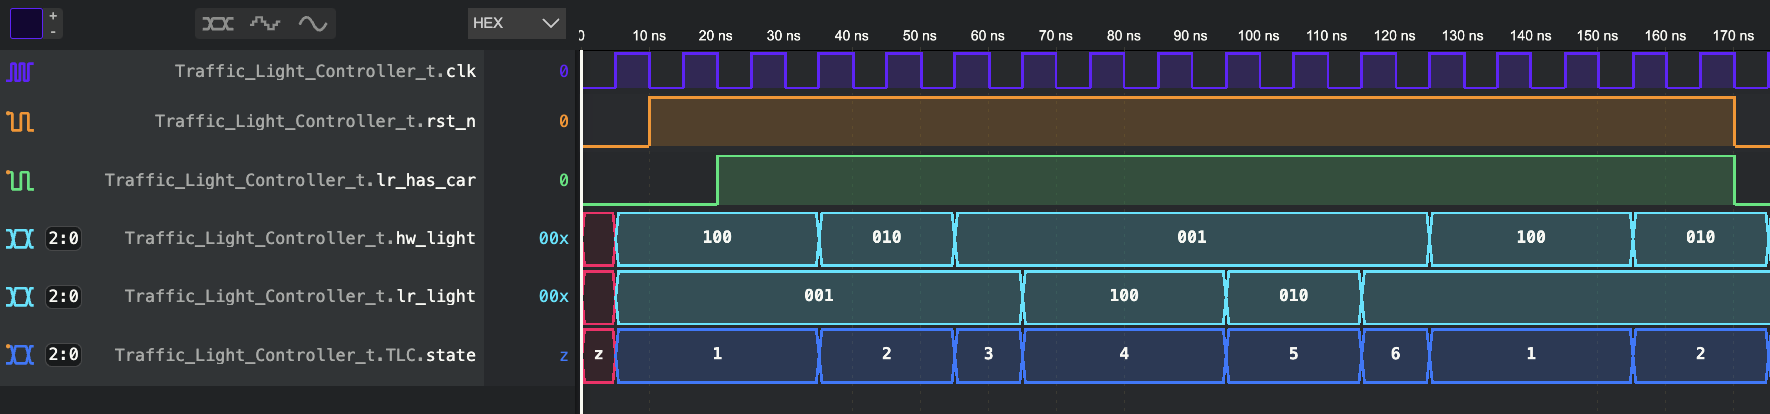 +
-
HEX
0 10 ns 20 ns 30 ns 40 ns 50 ns 60 ns 70 ns 80 ns 90 ns 100 ns 110 ns 120 ns 130 ns 140 ns 150 ns 160 ns 170 ns
Traffic_Light_Controller_t.clk 0
Traffic_Light_Controller_t.rst_n 0
Traffic_Light_Controller_t.lr_has_car 0
2:0 Traffic_Light_Controller_t.hw_light 00x 100 010 001 100 010
2:0 Traffic_Light_Controller_t.lr_light 00x 001 100 010
2:0 Traffic_Light_Controller_t.TLC.state z z 1 2 3 4 5 6 1 2